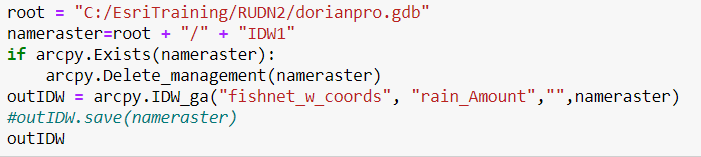 root = "C:/EsriTraining/RUDN2/dorianpro.gdb"
nameraster=root + "/" + "IDW1"
if arcpy.Exists(nameraster):
    arcpy.Delete_management(nameraster)
outIDW = arcpy.IDW_ga("fishnet_w_coords", "rain_Amount","",nameraster)
#outIDW.save(nameraster)
outIDW